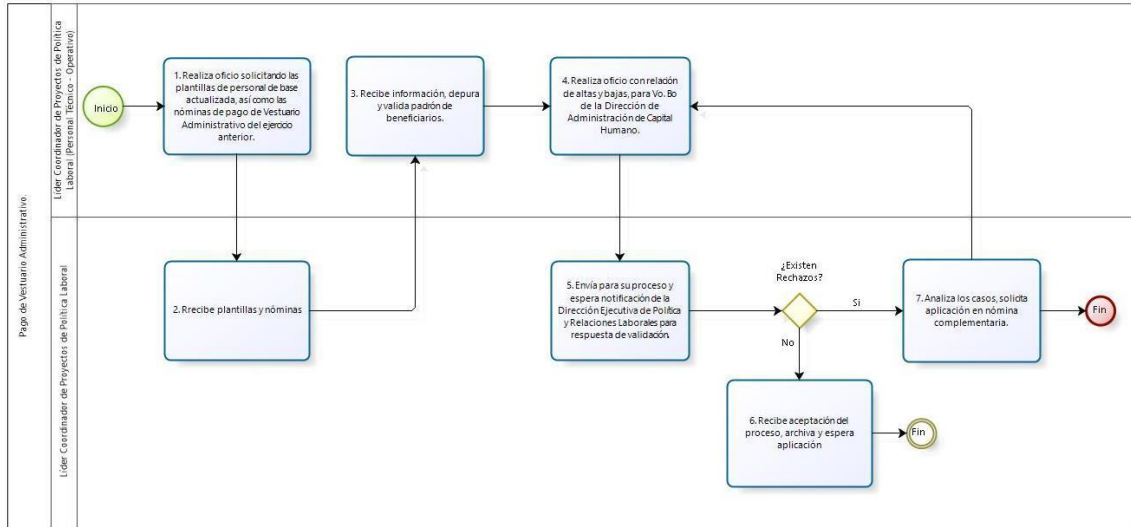 Pago de Vestuario Administrativo.
Líder Coordinador de Proyectos de Política
Laboral (Personal Técnico - Operativo)
Inicio
1. Realiza oficio solicitando las
plantillas de personal de base
actualizada, así como las
nóminas de pago de Vestuario
Administrativo del ejercicio
anterior.
3. Recibe información, depura
y valida padrón de
beneficiarios.
4. Realiza oficio con relación
de altas y bajas, para Vo. Bo
de la Dirección de
Administración de Capital
Humano.
Líder Coordinador de Proyectos de Política Laboral
2. Rrecibe plantillas y nóminas
5. Envía para su proceso y
espera notificación de la
Dirección Ejecutiva de Política
y Relaciones Laborales para
respuesta de validación.
¿Existen
Rechazos?
Si
No
7. Analiza los casos, solicita
aplicación en nómina
complementaria.
Fin
6. Recibe aceptación del
proceso, archiva y espera
aplicación
Fin